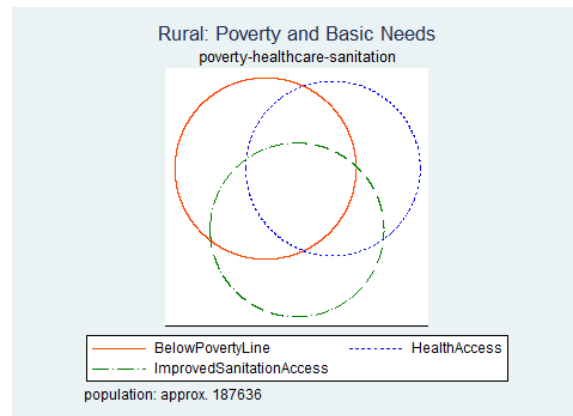 Rural: Poverty and Basic Needs
poverty-healthcare-sanitation
BelowPovertyLine HealthAccess
ImprovedSanitationAccess
population: approx. 187636